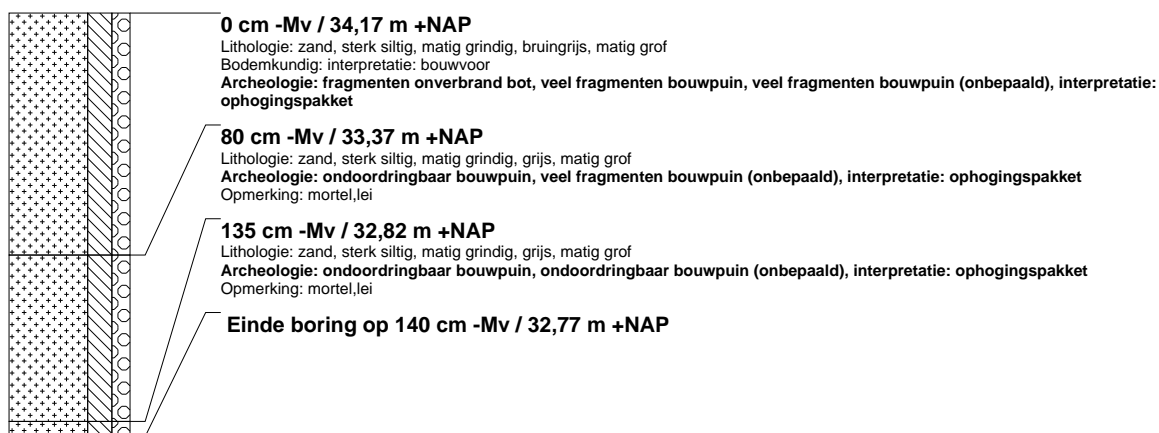 0 cm -Mv / 34,17 m +NAP
Lithologie: zand, sterk siltig, matig grindig, bruingrijs, matig grof
Bodemkundig: interpretatie: bouwvoor
Archeologie: fragmenten onverbrand bot, veel fragmenten bouwpuin, veel fragmenten bouwpuin (onbepaald), interpretatie:
ophogingspakket
80 cm -Mv / 33,37 m +NAP
Lithologie: zand, sterk siltig, matig grindig, grijs, matig grof
Archeologie: ondoordringbaar bouwpuin, veel fragmenten bouwpuin (onbepaald), interpretatie: ophogingspakket
Opmerking: mortel,lei
135 cm -Mv / 32,82 m +NAP
Lithologie: zand, sterk siltig, matig grindig, grijs, matig grof
Archeologie: ondoordringbaar bouwpuin, ondoordringbaar bouwpuin (onbepaald), interpretatie: ophogingspakket
Opmerking: mortel,lei
Einde boring op 140 cm -Mv / 32,77 m +NAP